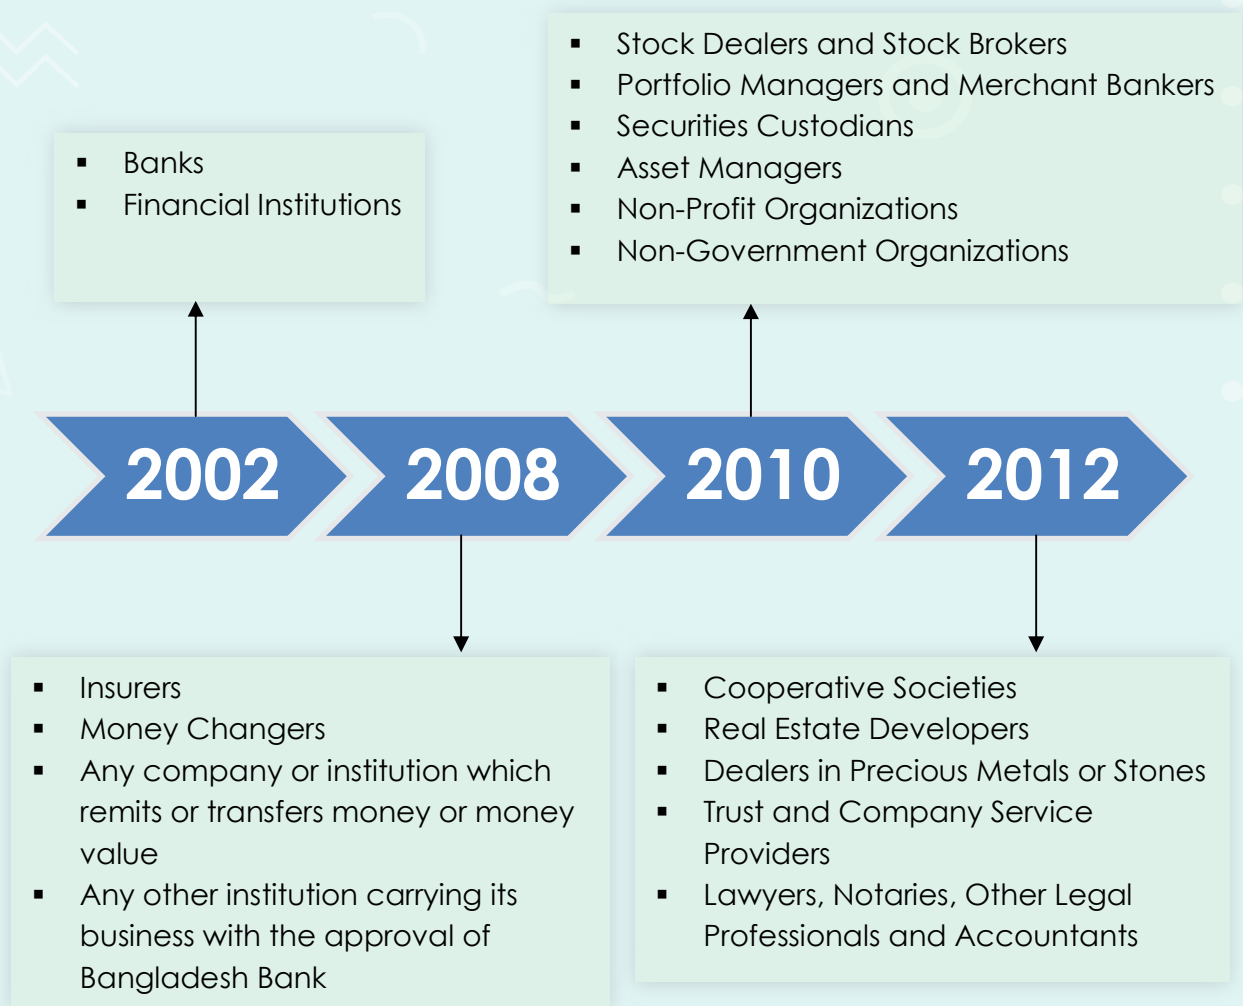 ▪ Banks
▪ Financial Institutions
▪ Stock Dealers and Stock Brokers
▪ Portfolio Managers and Merchant Bankers
▪ Securities Custodians
▪ Asset Managers
▪ Non-Profit Organizations
▪ Non-Government Organizations
2002
2008
2010
2012
▪ Insurers
▪ Money Changers
▪ Any company or institution which
remits or transfers money or money
value
▪ Any other institution carrying its
business with the approval of
Bangladesh Bank
▪ Cooperative Societies
▪ Real Estate Developers
▪ Dealers in Precious Metals or Stones
▪ Trust and Company Service
Providers
▪ Lawyers, Notaries, Other Legal
Professionals and Accountants